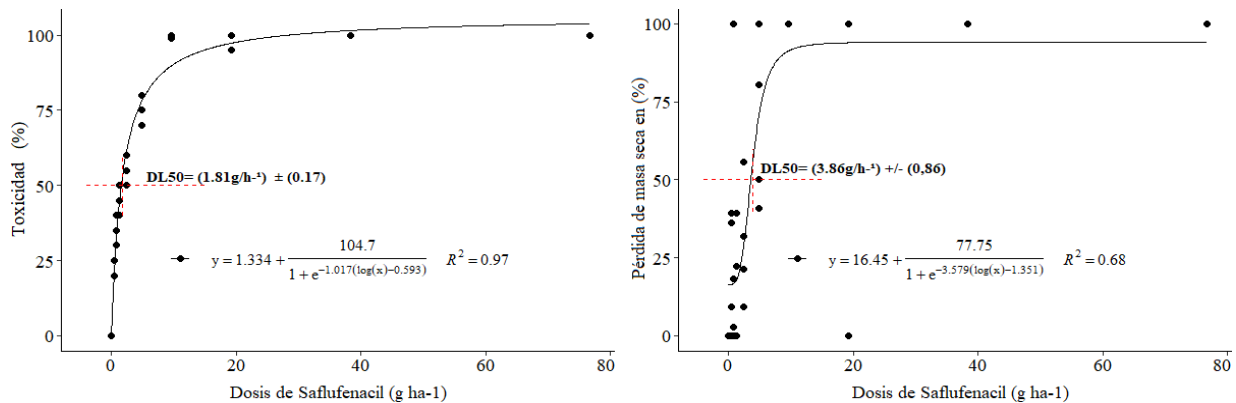 100
75
50
25
0
Toxicidad (%)
DL50= (1.81g/h-¹) ± (0.17)
y = 1.334 + 104.7 / 1 + e^−1.017(log(x)−0.593) R² = 0.97
0 20 40 60 80
Dosis de Saflufenacil (g ha-1)
100
75
50
25
0
Pérdida de masa seca en (%)
DL50= (3.86g/h-¹) +/- (0,86)
y = 16.45 + 77.75 / 1 + e^−3.579(log(x)−1.351) R² = 0.68
0 20 40 60 80
Dosis de Saflufenacil (g ha-1)